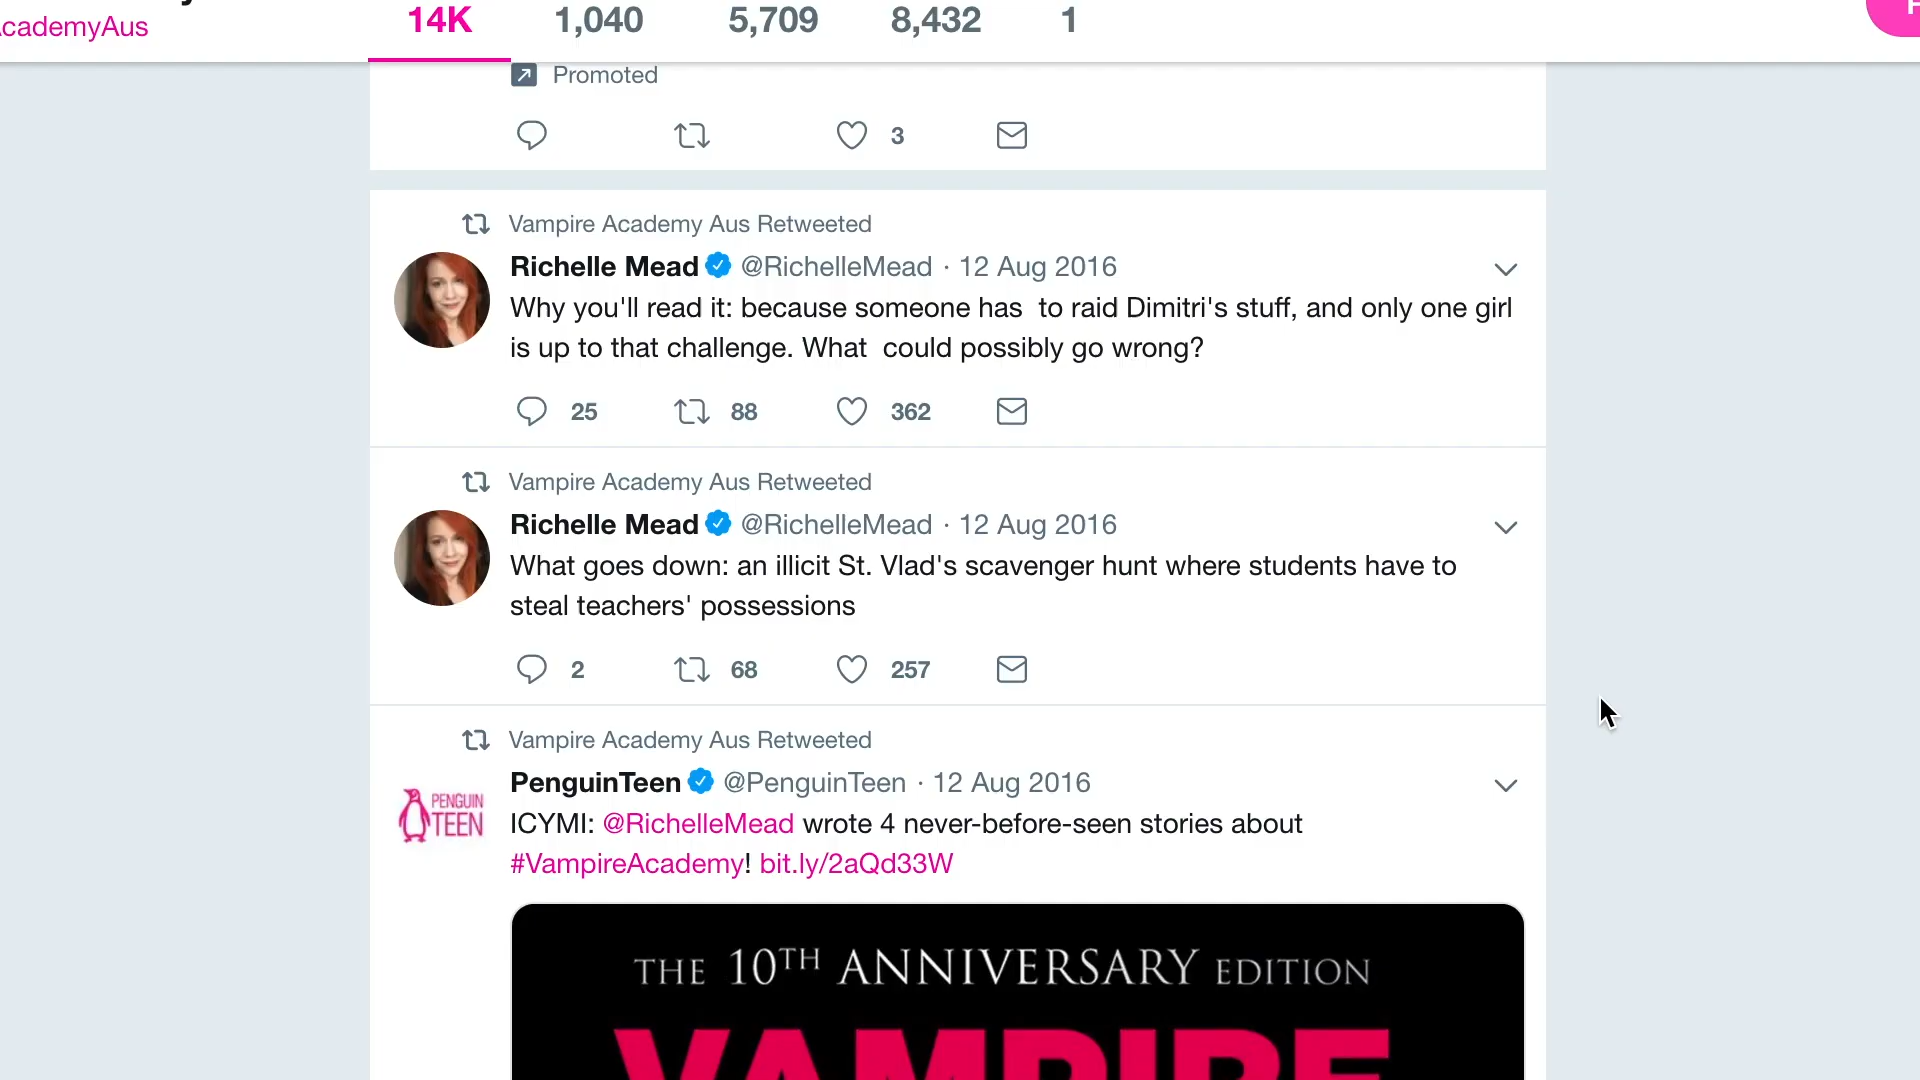 14K 1,040 5,709 8,432 1
cademyAus
Promoted
3
Vampire Academy Aus Retweeted
Richelle Mead @RichelleMead · 12 Aug 2016
Why you'll read it: because someone has to raid Dimitri's stuff, and only one girl
is up to that challenge. What could possibly go wrong?
25 88 362
Vampire Academy Aus Retweeted
Richelle Mead @RichelleMead · 12 Aug 2016
What goes down: an illicit St. Vlad's scavenger hunt where students have to
steal teachers' possessions
2 68 257
Vampire Academy Aus Retweeted
PenguinTeen @PenguinTeen · 12 Aug 2016
PENGUIN
TEEN
ICYMI: @RichelleMead wrote 4 never-before-seen stories about
#VampireAcademy! bit.ly/2aQd33W
THE 10TH ANNIVERSARY EDITION
VAMPIRE